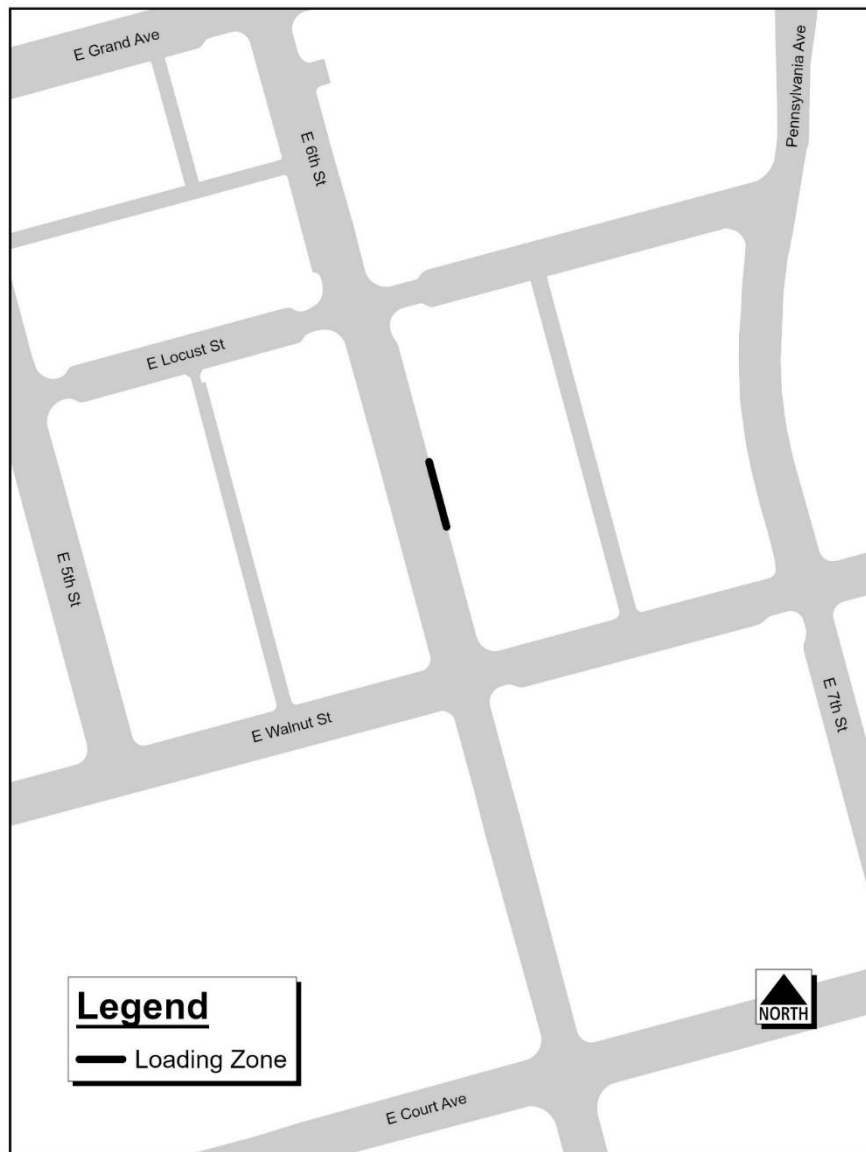 E Grand Ave
Pennsylvania Ave
E 6th St
E Locust St
E 5th St
E Walnut St
E 7th St
Legend
Loading Zone
NORTH
E Court Ave